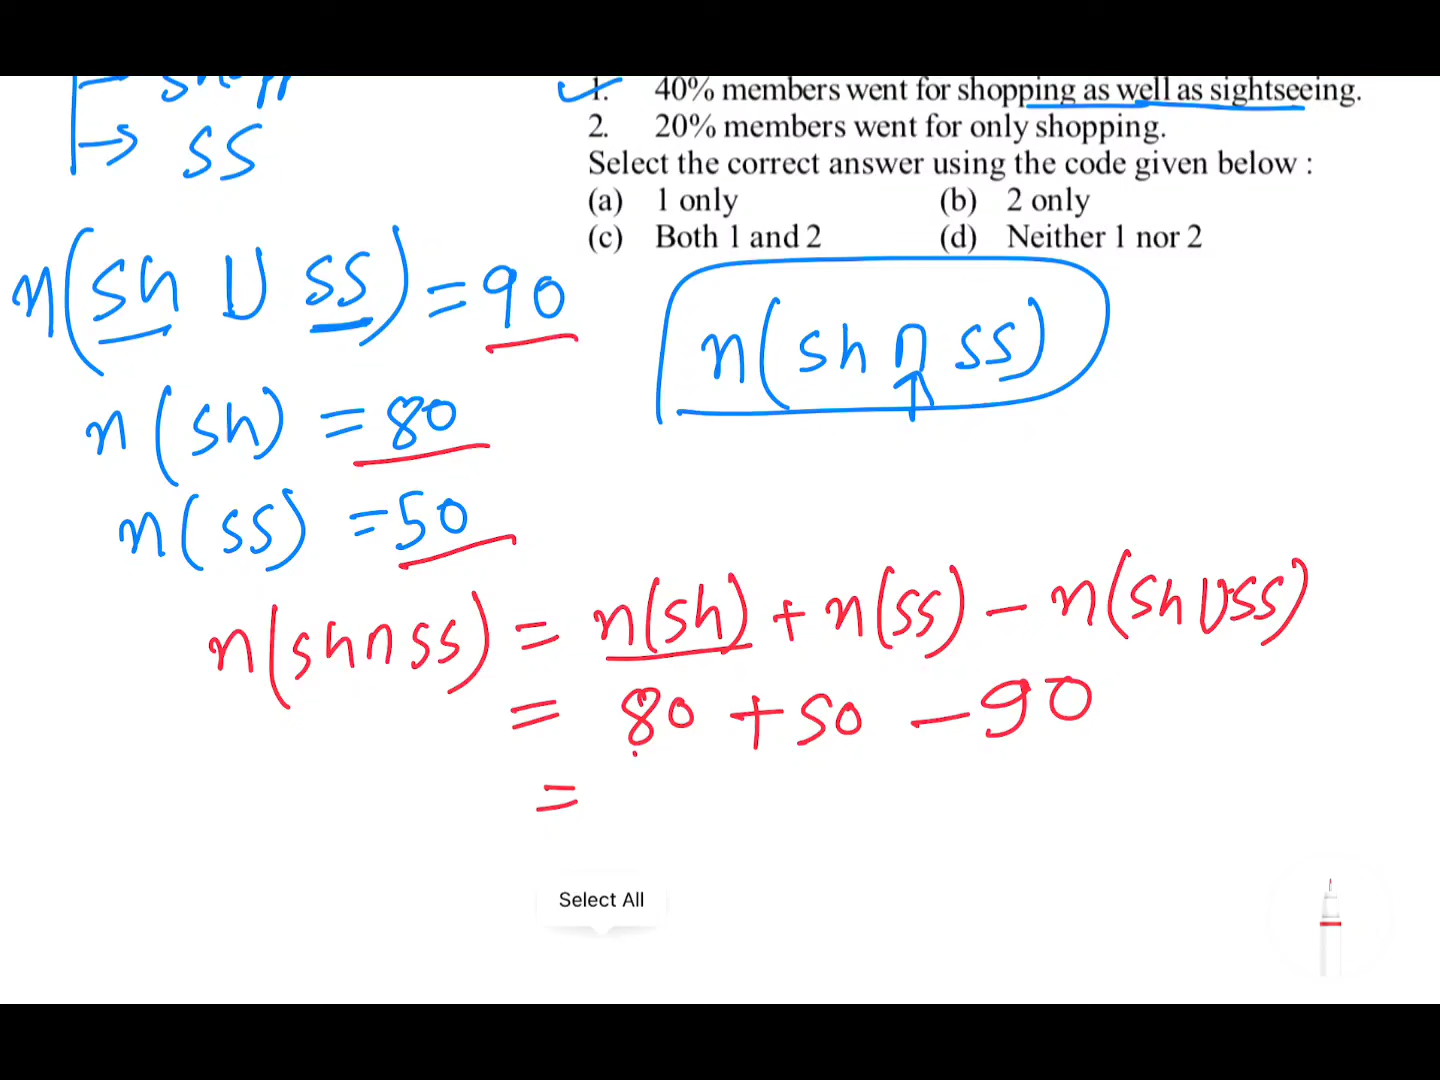 1. 40% members went for shopping as well as sightseeing.
→ ss
2. 20% members went for only shopping.
Select the correct answer using the code given below :
(a) 1 only (b) 2 only
(c) Both 1 and 2 (d) Neither 1 nor 2
n(sh ∪ ss) = 90
n(sh ∩ ss)
n(sh) = 80
n(ss) = 50
n(sh∩ss) = n(sh) + n(ss) - n(sh∪ss)
= 80 + 50 - 90
=
Select All